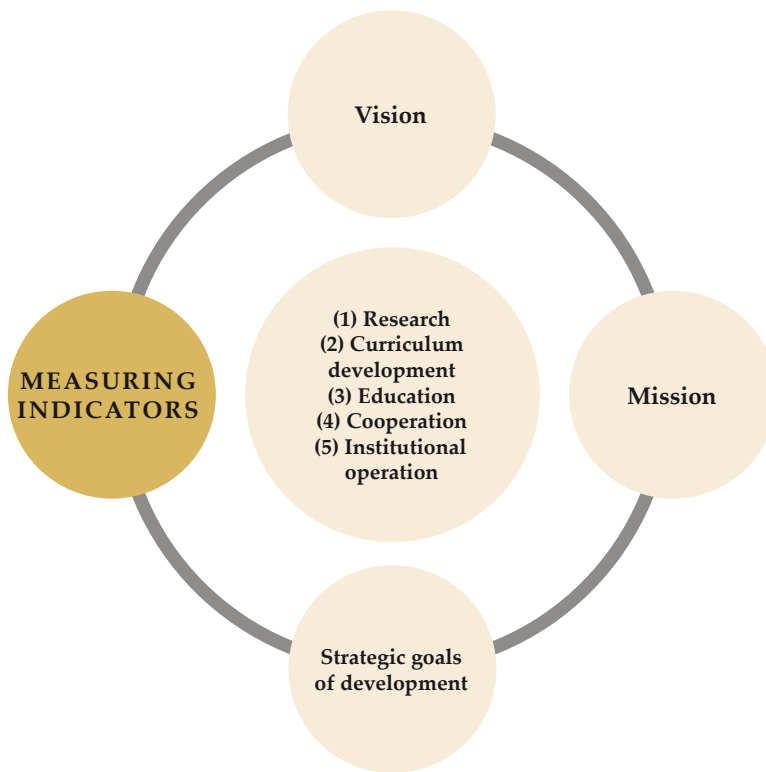 Vision
(1) Research
(2) Curriculum
development
(3) Education
(4) Cooperation
(5) Institutional
operation
MEASURING
INDICATORS
Mission
Strategic goals
of development